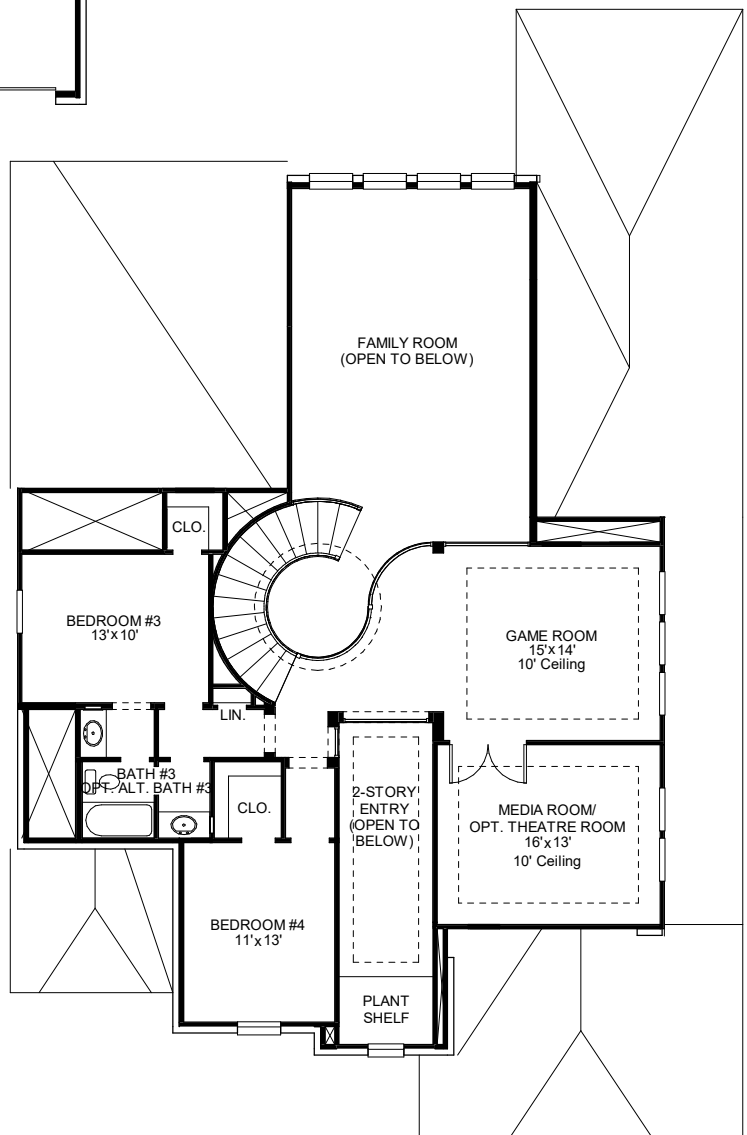 FAMILY ROOM
(OPEN TO BELOW)
CLO.
BEDROOM #3
13'x10'
GAME ROOM
15'x14'
10' Ceiling
LIN.
BATH #3
OPT. ALT. BATH #3
CLO.
2-STORY
ENTRY
(OPEN TO
BELOW)
MEDIA ROOM/
OPT. THEATRE ROOM
16'x13'
10' Ceiling
BEDROOM #4
11'x13'
PLANT
SHELF